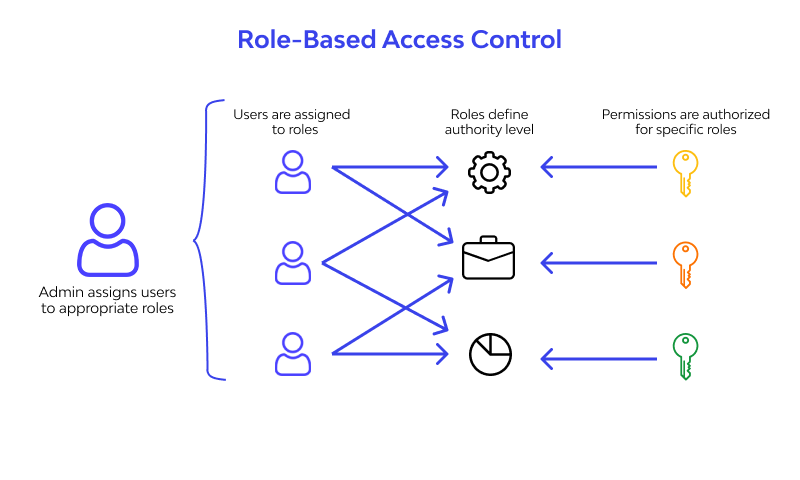 Role-Based Access Control
Users are assigned
to roles
Roles define
authority level
Permissions are authorized
for specific roles
Admin assigns users
to appropriate roles